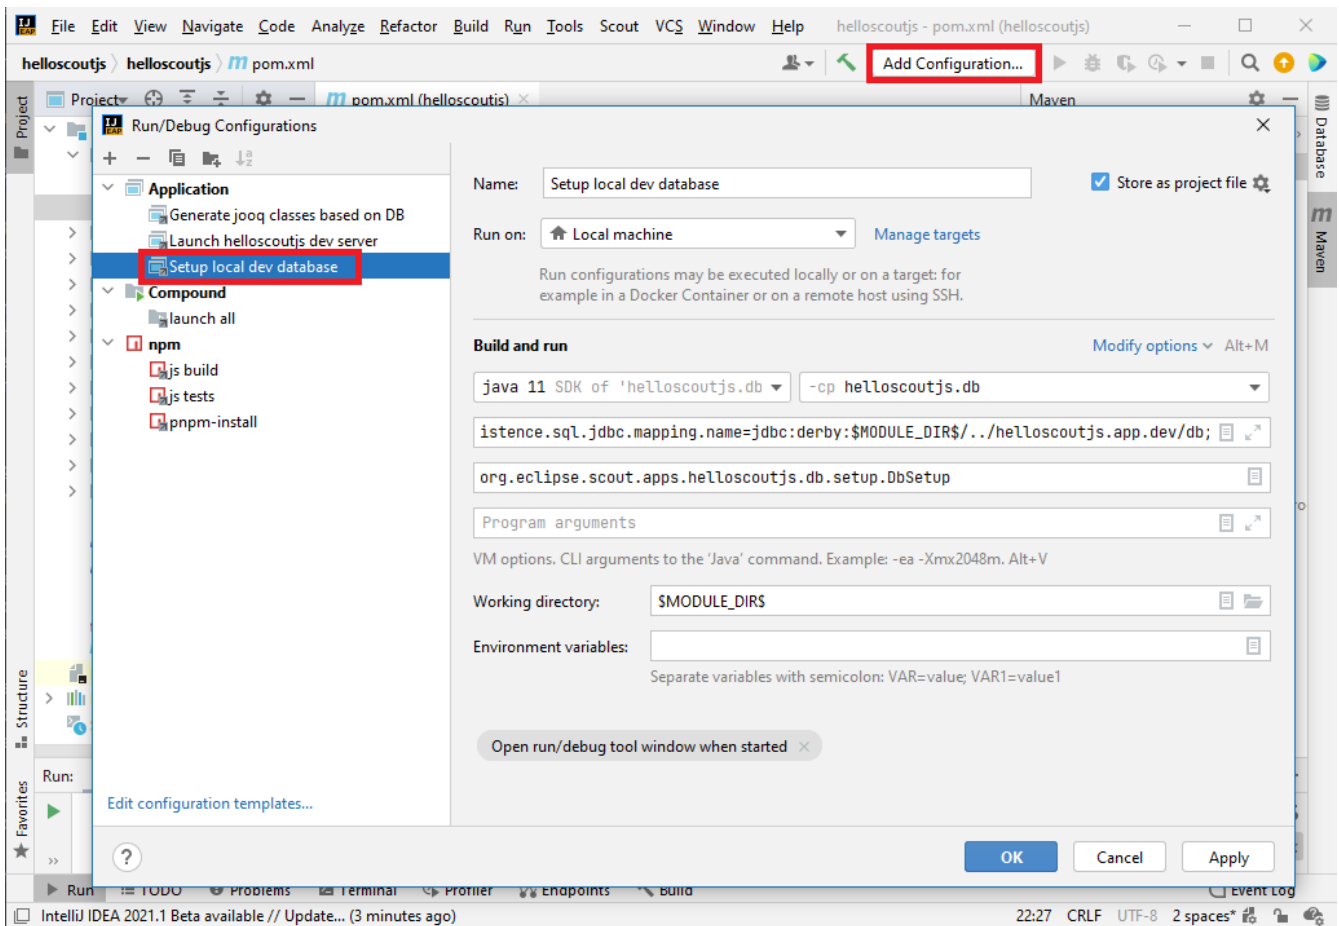 File Edit View Navigate Code Analyze Refactor Build Run Tools Scout VCS Window Help helloscoutjs - pom.xml (helloscoutjs)
helloscoutjs helloscoutjs m pom.xml Add Configuration...
Project pom.xml (helloscoutjs) Maven
Project
Database
Maven
Run/Debug Configurations
Application
Generate jooq classes based on DB
Launch helloscoutjs dev server
Setup local dev database
Compound
launch all
npm
js build
js tests
pnpm-install
Edit configuration templates...
Name: Setup local dev database Store as project file
Run on: Local machine Manage targets
Run configurations may be executed locally or on a target: for
example in a Docker Container or on a remote host using SSH.
Build and run Modify options Alt+M
java 11 SDK of 'helloscoutjs.db -cp helloscoutjs.db
istence.sql.jdbc.mapping.name=jdbc:derby:$MODULE_DIR$/../helloscoutjs.app.dev/db;
org.eclipse.scout.apps.helloscoutjs.db.setup.DbSetup
Program arguments
VM options. CLI arguments to the 'Java' command. Example: -ea -Xmx2048m. Alt+V
Working directory: $MODULE_DIR$
Environment variables:
Separate variables with semicolon: VAR=value; VAR1=value1
Open run/debug tool window when started
OK Cancel Apply
Structure
Favorites
Run:
Run TODO Problems Terminal Profiler Endpoints Build Event Log
IntelliJ IDEA 2021.1 Beta available // Update... (3 minutes ago) 22:27 CRLF UTF-8 2 spaces*